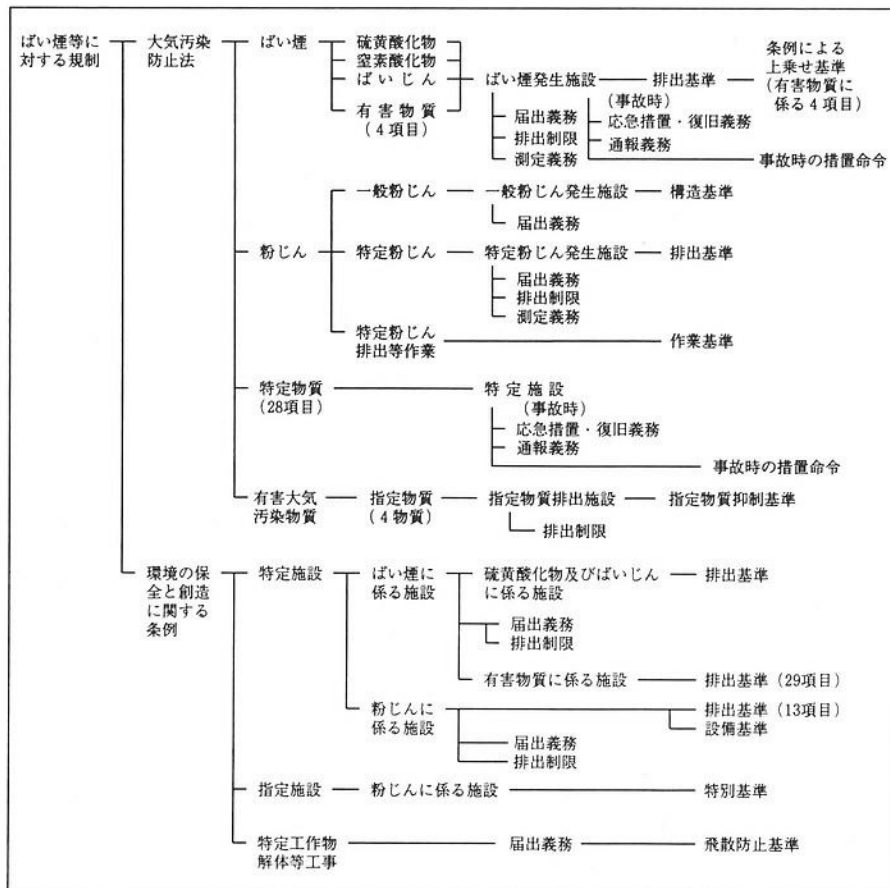 ばい煙等に
対する規制
大気汚染
防止法
ばい煙
硫黄酸化物
窒素酸化物
ばいじん
有害物質
(4項目)
ばい煙発生施設
届出義務
排出制限
測定義務
(事故時)
応急措置・復旧義務
通報義務
排出基準
条例による
上乗せ基準
(有害物質に
係る4項目)
事故時の措置命令
粉じん
一般粉じん
一般粉じん発生施設
構造基準
届出義務
特定粉じん
特定粉じん発生施設
排出基準
届出義務
排出制限
測定義務
特定粉じん
排出等作業
作業基準
特定物質
(28項目)
特定施設
(事故時)
応急措置・復旧義務
通報義務
事故時の措置命令
有害大気
汚染物質
指定物質
(4物質)
指定物質排出施設
指定物質抑制基準
排出制限
環境の保
全と創造
に関する
条例
特定施設
ばい煙に
係る施設
硫黄酸化物及びばいじん
に係る施設
排出基準
届出義務
排出制限
有害物質に係る施設
排出基準(29項目)
粉じんに
係る施設
排出基準(13項目)
設備基準
届出義務
排出制限
指定施設
粉じんに係る施設
特別基準
特定工作物
解体等工事
届出義務
飛散防止基準